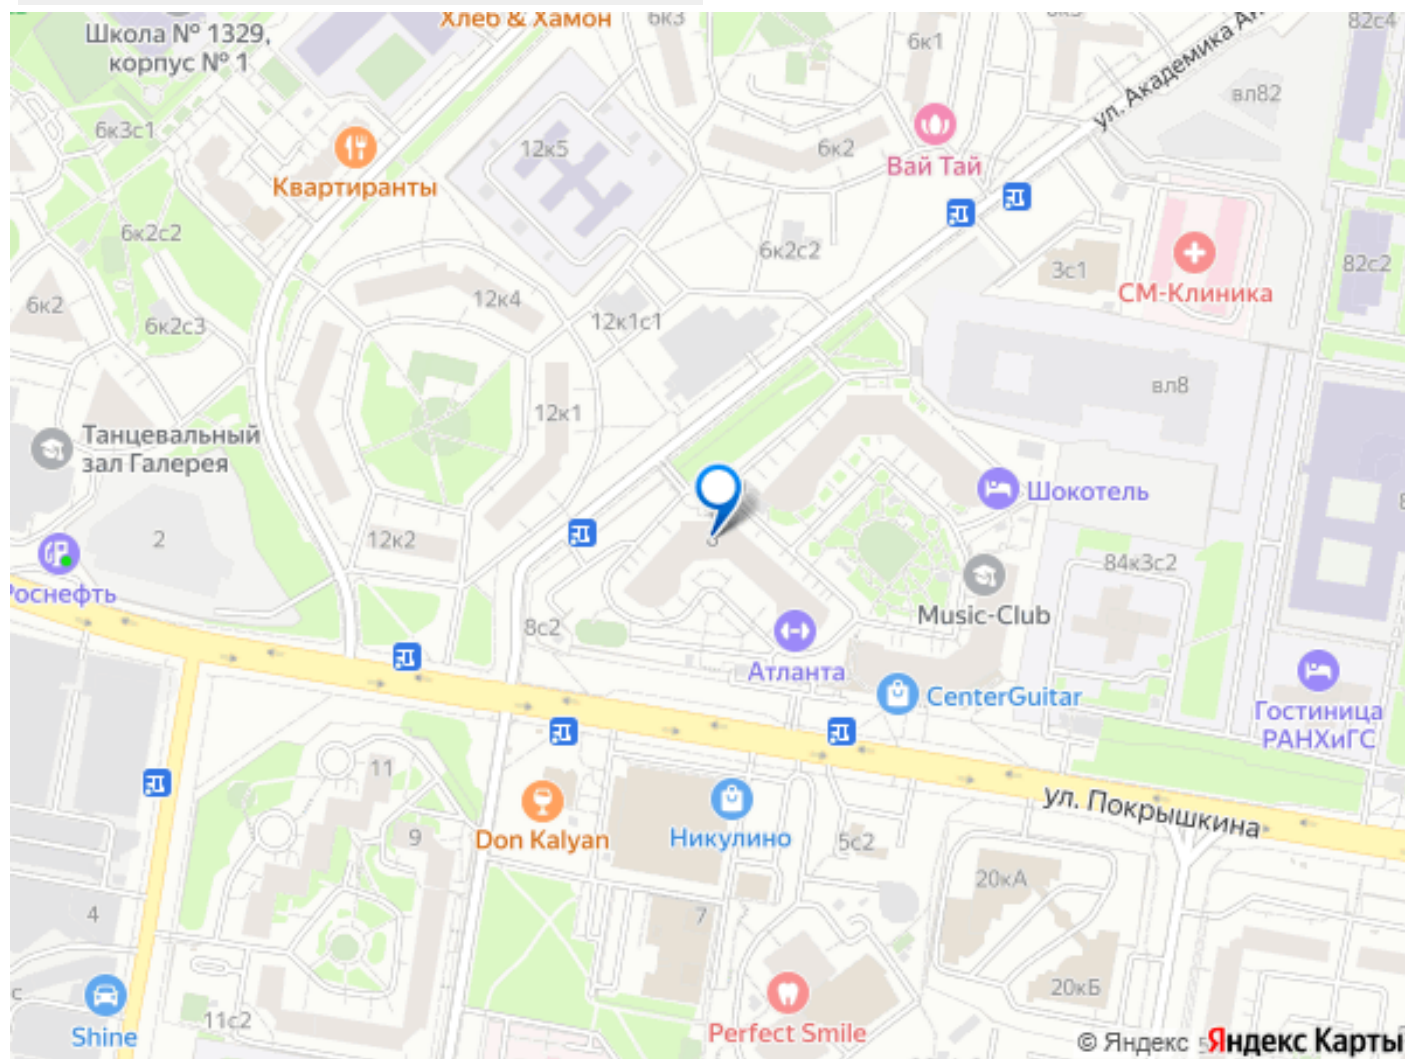 Хлеб & Хамон
6к3
6к1
82с4
Школа № 1329,
корпус № 1
ул. Академика Ан
вл82
6к3с1
12к5
6к2
Вай Тай
Квартиранты
6к2с2
6к2с2
3с1
82с2
СМ-Клиника
6к2
12к4
6к2с3
12к1с1
вл8
12к1
Танцевальный
зал Галерея
Шокотель
2
12к2
84к3с2
Роснефть
Music-Club
8с2
Атланта
CenterGuitar
Гостиница
РАНХиГС
11
ул. Покрышкина
9
Don Kalyan
Никулино
5с2
20кА
4
7
20кБ
11с2
Shine
Perfect Smile
© Яндекс
Яндекс Карты